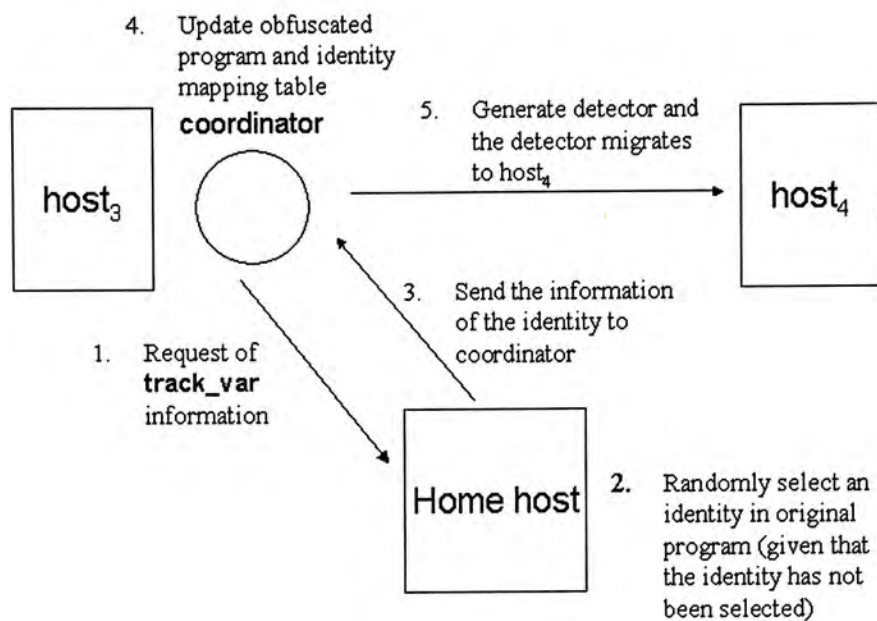 4. Update obfuscated
program and identity
mapping table
coordinator
host3
5. Generate detector and
the detector migrates
to host4
host4
3. Send the information
of the identity to
coordinator
1. Request of
track_var
information
Home host
2. Randomly select an
identity in original
program (given that
the identity has not
been selected)